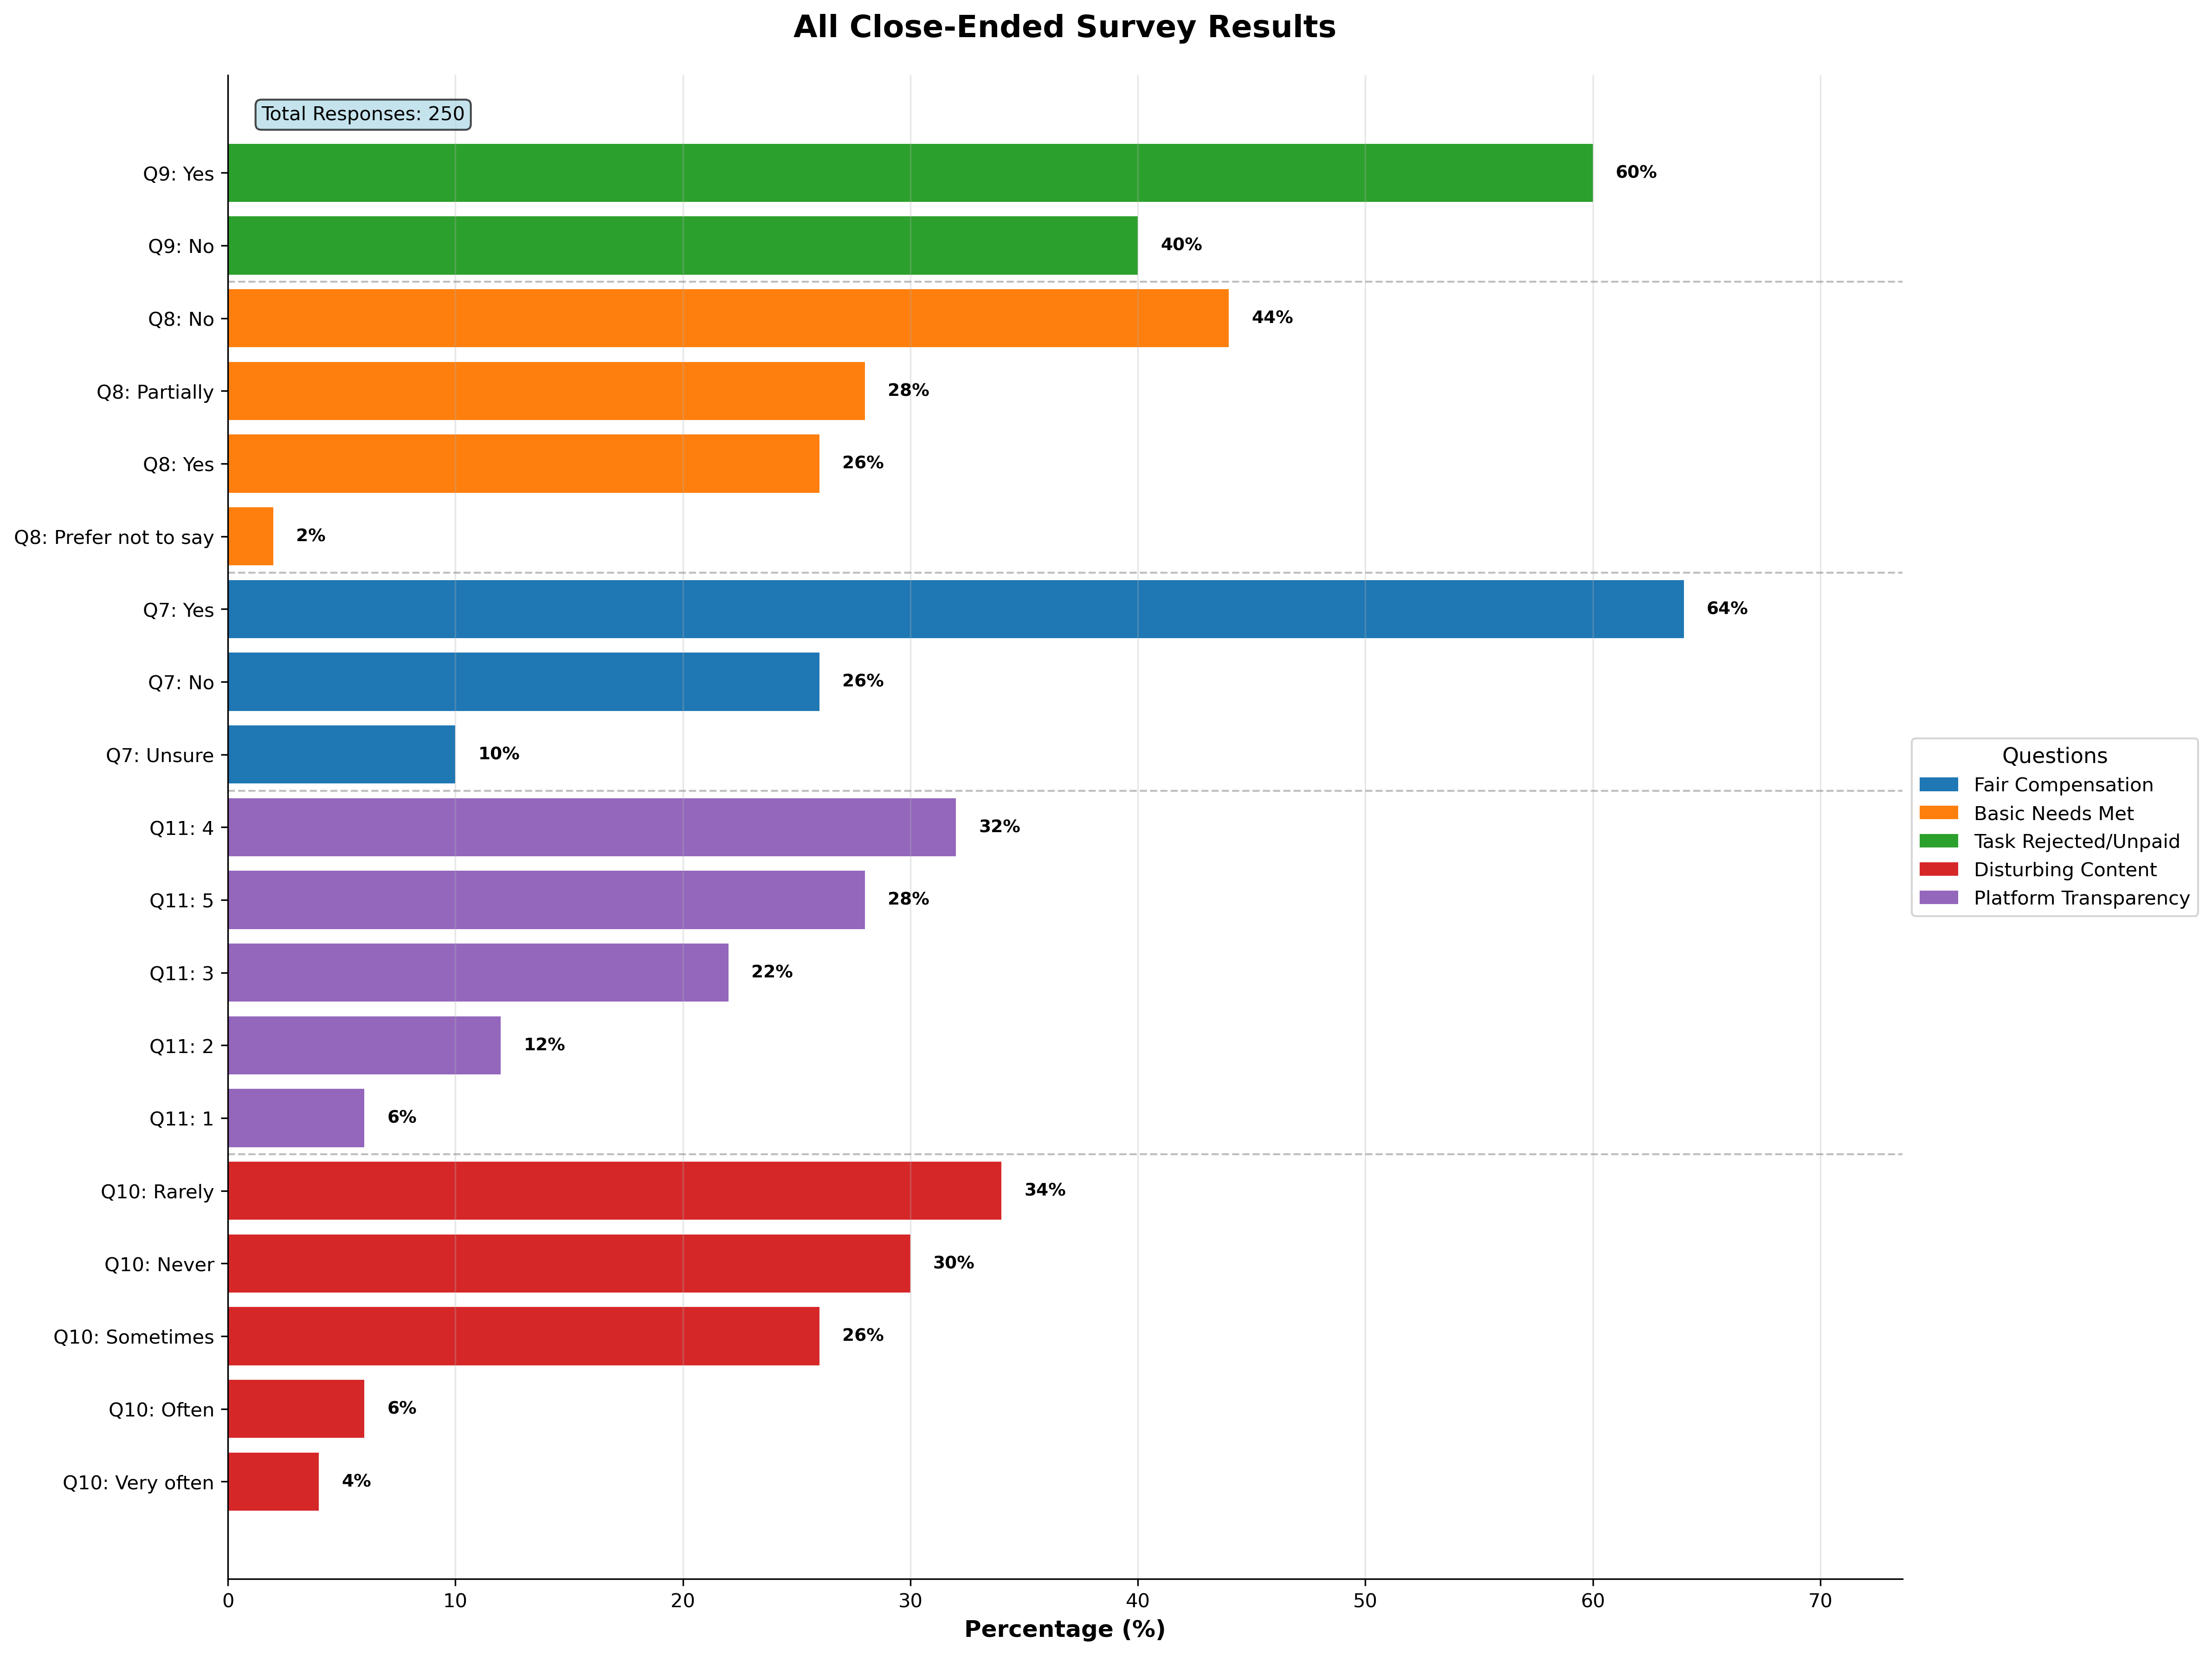 All Close-Ended Survey Results
Total Responses: 250
Q9: Yes 60%
Q9: No 40%
Q8: No 44%
Q8: Partially 28%
Q8: Yes 26%
Q8: Prefer not to say 2%
Q7: Yes 64%
Q7: No 26%
Q7: Unsure 10%
Q11: 4 32%
Q11: 5 28%
Q11: 3 22%
Q11: 2 12%
Q11: 1 6%
Q10: Rarely 34%
Q10: Never 30%
Q10: Sometimes 26%
Q10: Often 6%
Q10: Very often 4%
0 10 20 30 40 50 60 70
Percentage (%)
Questions
Fair Compensation
Basic Needs Met
Task Rejected/Unpaid
Disturbing Content
Platform Transparency